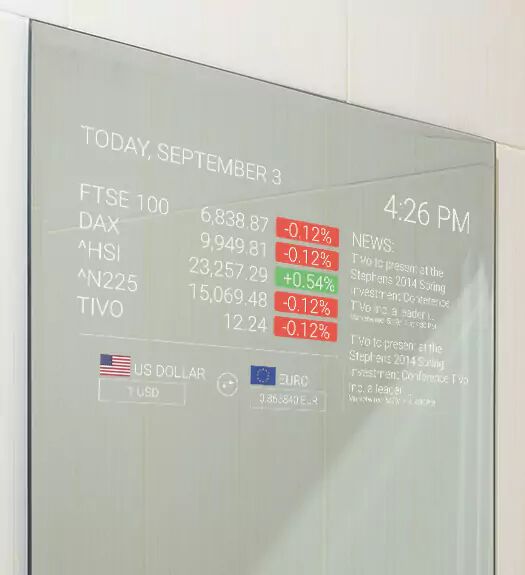 TODAY, SEPTEMBER 3
4:26 PM
FTSE 100 6,838.87 -0.12%
DAX 9,949.81 -0.12%
^HSI 23,257.29 +0.54%
^N225 15,069.48 -0.12%
TIVO 12.24 -0.12%
US DOLLAR
1 USD
EURO
EUR
NEWS:
TiVo to present at the
Stephens 2014 Spring
Investment Conference
TiVo Inc. a leader i...
TiVo to present at the
Stephens 2014 Spring
Investment Conference TiVo
Inc. a leader